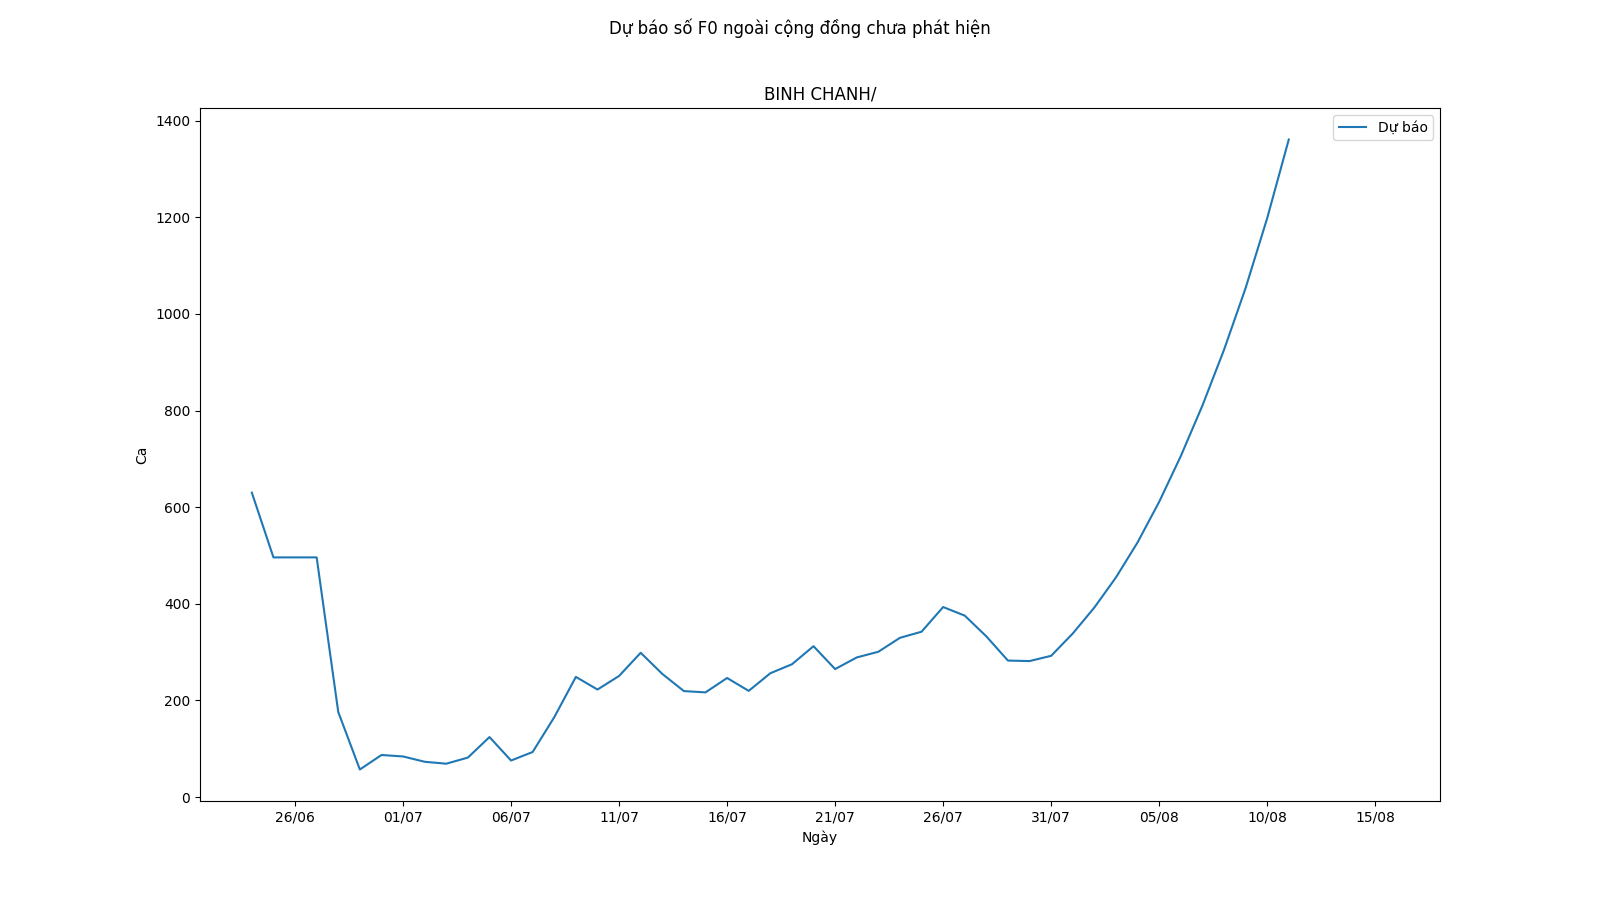 Dự báo số F0 ngoài cộng đồng chưa phát hiện
BINH CHANH/
Dự báo
1400
1200
1000
800
600
400
200
0
Ca
26/06 01/07 06/07 11/07 16/07 21/07 26/07 31/07 05/08 10/08 15/08
Ngày